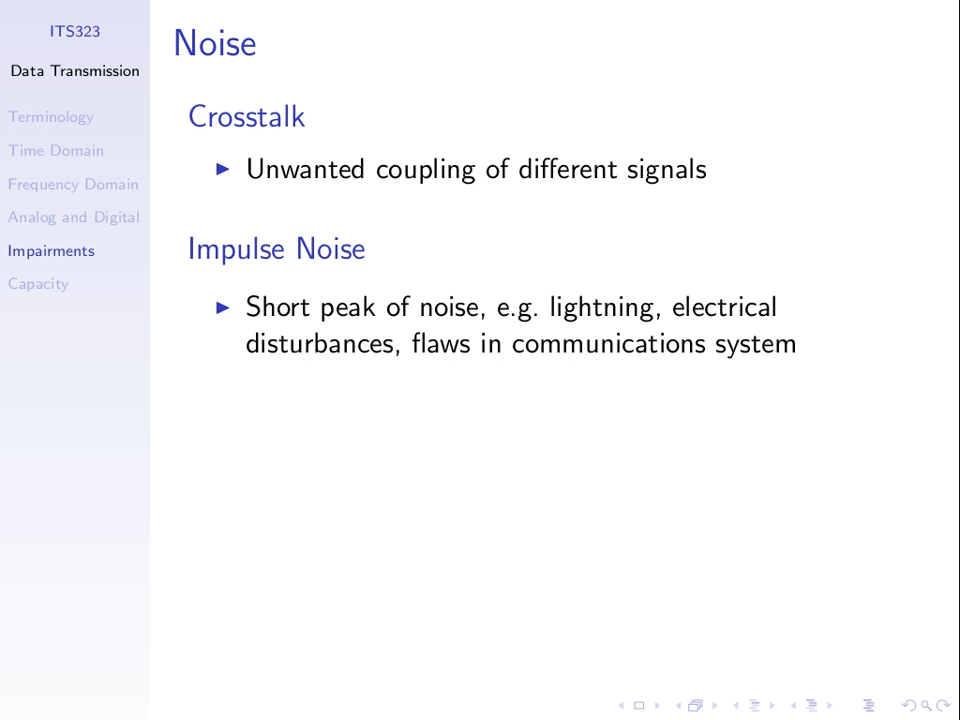 ITS323
Data Transmission
Terminology
Time Domain
Frequency Domain
Analog and Digital
Impairments
Capacity
Noise
Crosstalk
Unwanted coupling of different signals
Impulse Noise
Short peak of noise, e.g. lightning, electrical
disturbances, flaws in communications system